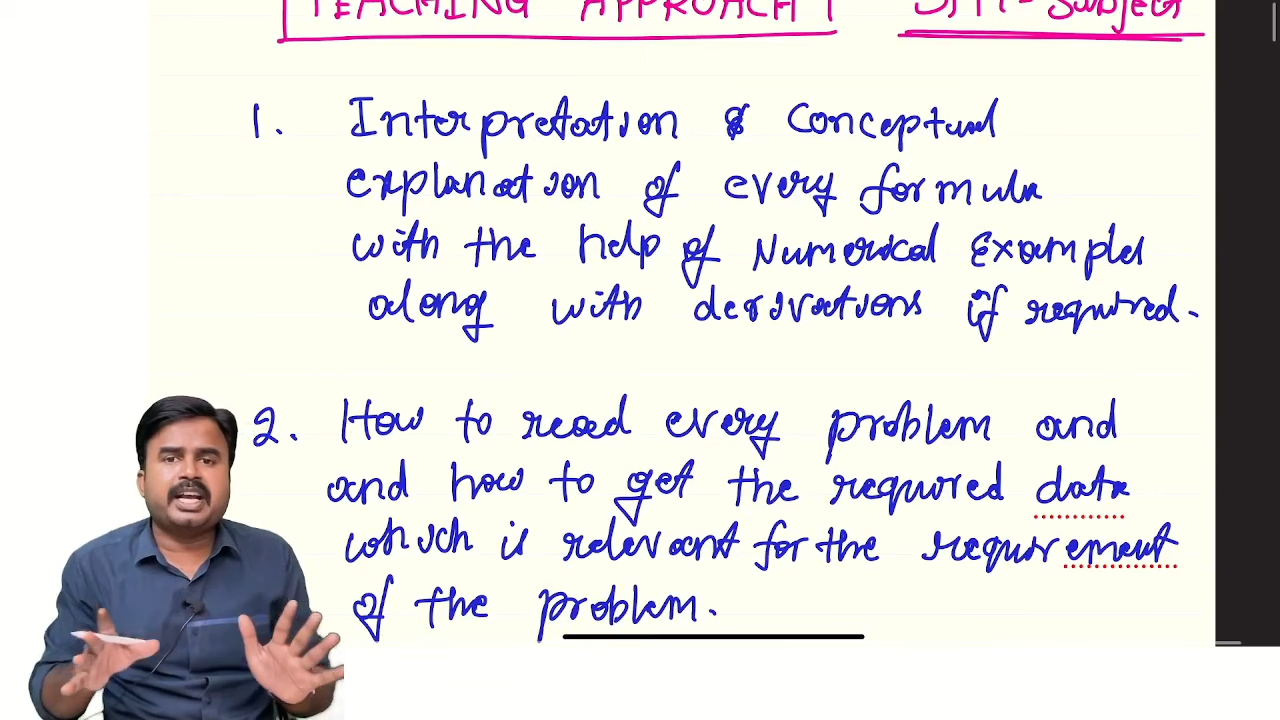 TEACHING APPROACH
Subject
1. Interpretation & Conceptual
explanation of every formula
with the help of Numerical Examples
along with derivations if required.
2. How to read every problem and
and how to get the required data
which is relevant for the requirement
of the problem.